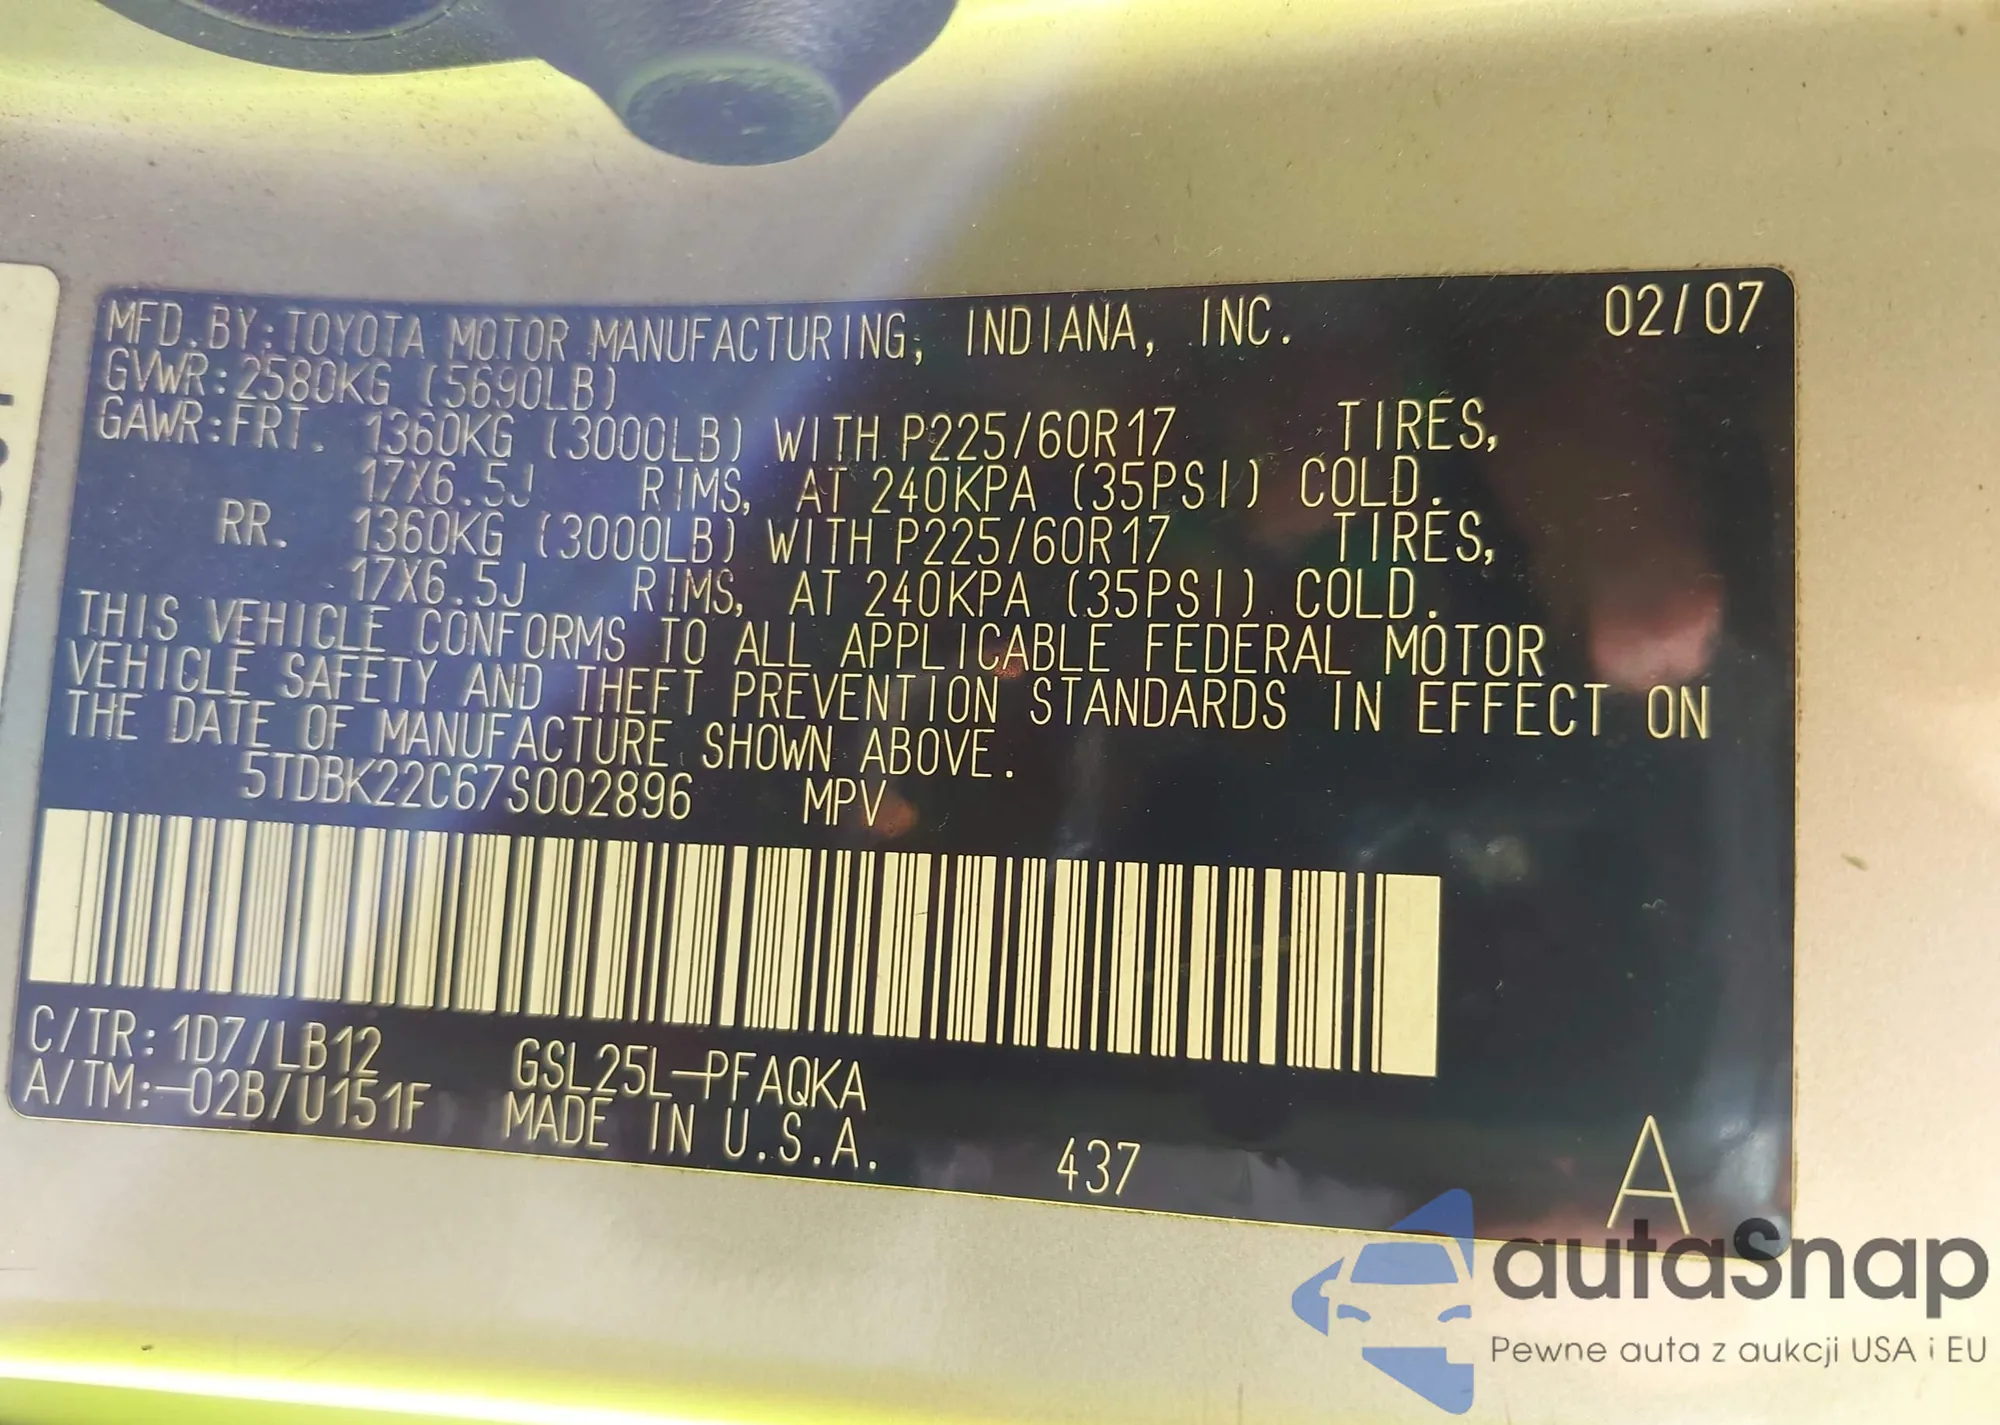 MFD.BY:TOYOTA MOTOR MANUFACTURING, INDIANA, INC. 02/07
GVWR:2580KG (5690LB)
GAWR:FRT. 1360KG (3000LB) WITH P225/60R17 TIRES,
17X6.5J RIMS, AT 240KPA (35PSI) COLD.
RR. 1360KG (3000LB) WITH P225/60R17 TIRES,
17X6.5J RIMS, AT 240KPA (35PSI) COLD.
THIS VEHICLE CONFORMS TO ALL APPLICABLE FEDERAL MOTOR
VEHICLE SAFETY AND THEFT PREVENTION STANDARDS IN EFFECT ON
THE DATE OF MANUFACTURE SHOWN ABOVE.
5TDBK22C67S002896 MPV
C/TR:1D7/LB12 GSL25L-PFAQKA
A/TM:-02B/U151F MADE IN U.S.A. 437 A
autaSnap
Pewne auta z aukcji USA i EU